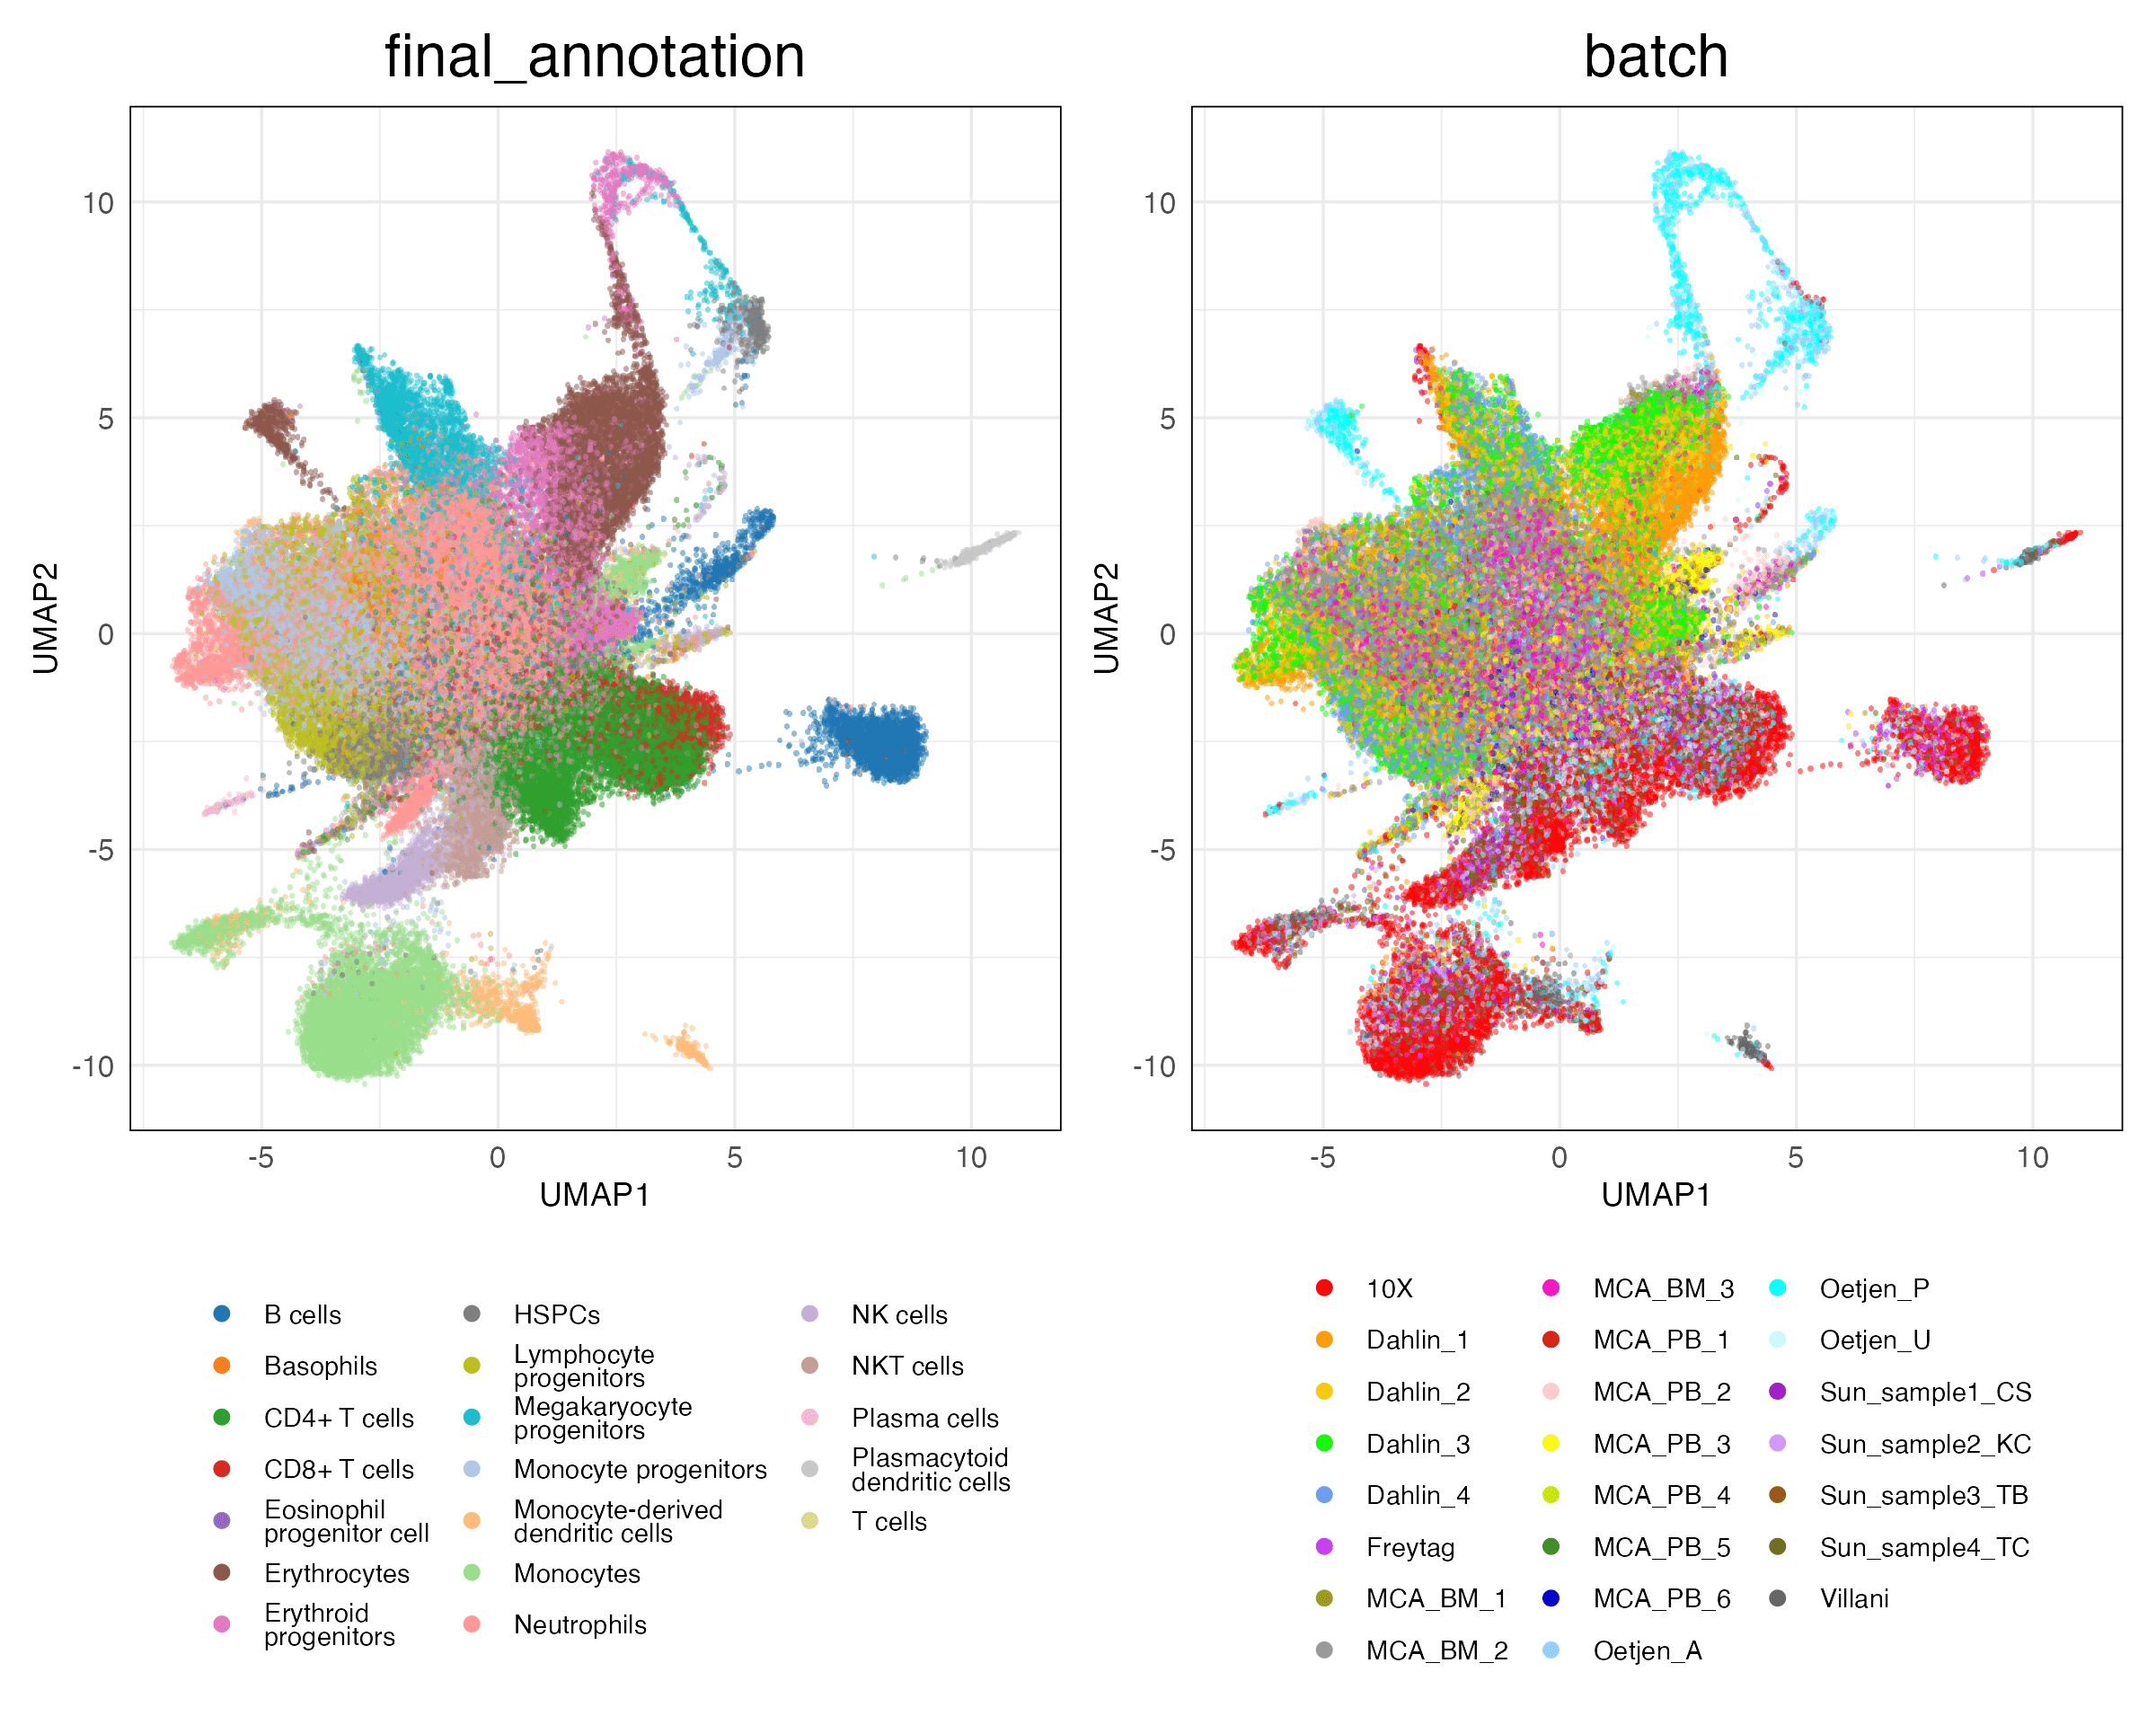 final_annotation
batch
10
5
0
-5
-10
UMAP2
-5
0
5
10
UMAP1
10
5
0
-5
-10
UMAP2
-5
0
5
10
UMAP1
B cells
Basophils
CD4+ T cells
CD8+ T cells
Eosinophil
progenitor cell
Erythrocytes
Erythroid
progenitors
HSPCs
Lymphocyte
progenitors
Megakaryocyte
progenitors
Monocyte progenitors
Monocyte-derived
dendritic cells
Monocytes
Neutrophils
NK cells
NKT cells
Plasma cells
Plasmacytoid
dendritic cells
T cells
10X
Dahlin_1
Dahlin_2
Dahlin_3
Dahlin_4
Freytag
MCA_BM_1
MCA_BM_2
MCA_BM_3
MCA_PB_1
MCA_PB_2
MCA_PB_3
MCA_PB_4
MCA_PB_5
MCA_PB_6
Oetjen_A
Oetjen_P
Oetjen_U
Sun_sample1_CS
Sun_sample2_KC
Sun_sample3_TB
Sun_sample4_TC
Villani